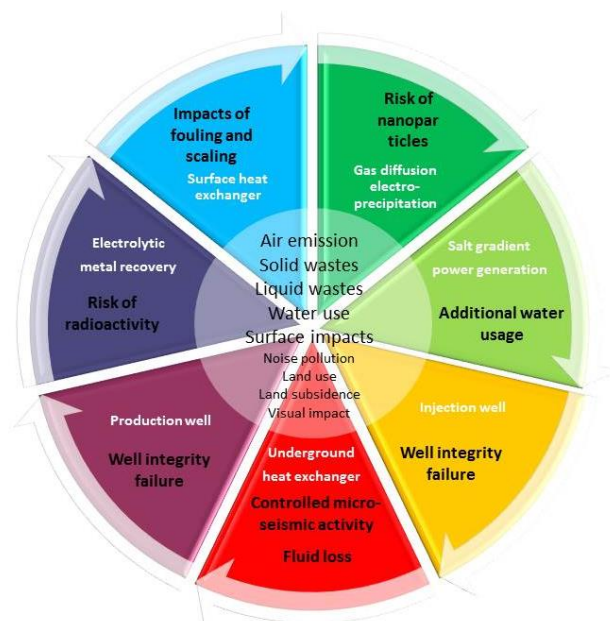 Impacts of
fouling and
scaling
Surface heat
exchanger
Risk of
nanopar
ticles
Gas diffusion
electro-
precipitation
Salt gradient
power generation
Additional water
usage
Injection well
Well integrity
failure
Underground
heat exchanger
Controlled micro-
seismic activity
Fluid loss
Production well
Well integrity
failure
Electrolytic
metal recovery
Risk of
radioactivity
Air emission
Solid wastes
Liquid wastes
Water use
Surface impacts
Noise pollution
Land use
Land subsidence
Visual impact